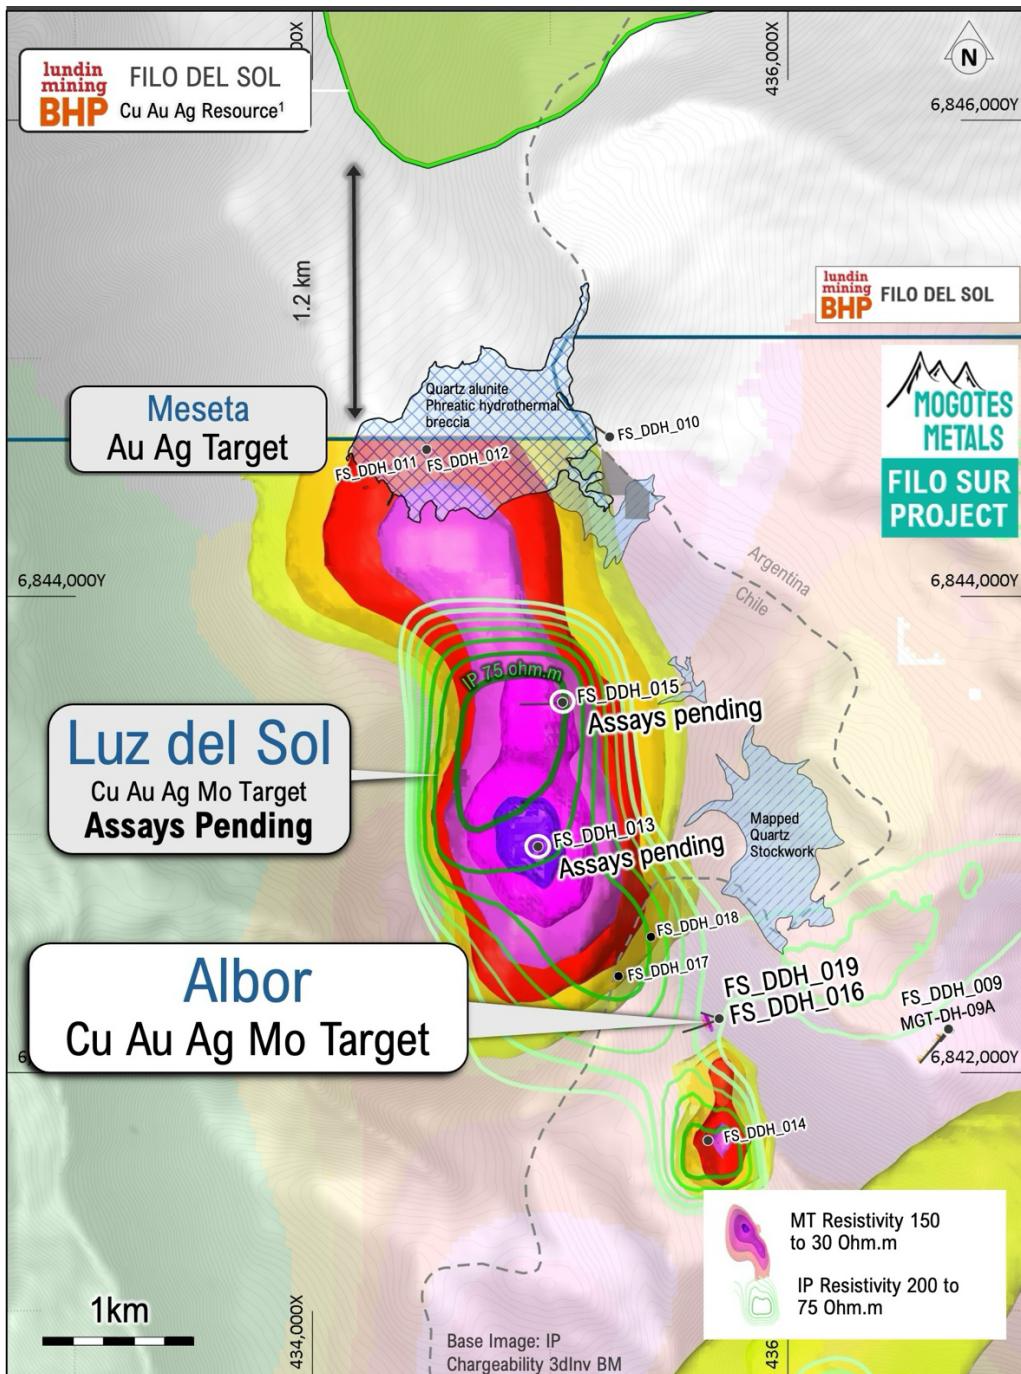 lundin
mining
BHP
FILO DEL SOL
Cu Au Ag Resource¹
00X
436,000X
N
6,846,000Y
1.2 km
lundin
mining
BHP
FILO DEL SOL
Quartz alunite
Phreatic hydrothermal
breccia
Meseta
Au Ag Target
FS_DDH_010
FS_DDH_011
FS_DDH_012
MOGOTES
METALS
FILO SUR
PROJECT
6,844,000Y
Argentina
Chile
6,844,000Y
IP 75 ohm.m
FS_DDH_015
Assays pending
Luz del Sol
Cu Au Ag Mo Target
Assays Pending
Mapped
Quartz
Stockwork
FS_DDH_013
Assays pending
FS_DDH_018
FS_DDH_017
Albor
Cu Au Ag Mo Target
FS_DDH_019
FS_DDH_016
FS_DDH_009
MGT-DH-09A
6,842,000Y
FS_DDH_014
MT Resistivity 150
to 30 Ohm.m
IP Resistivity 200 to
75 Ohm.m
1km
434,000X
436
Base Image: IP
Chargeability 3dInv BM